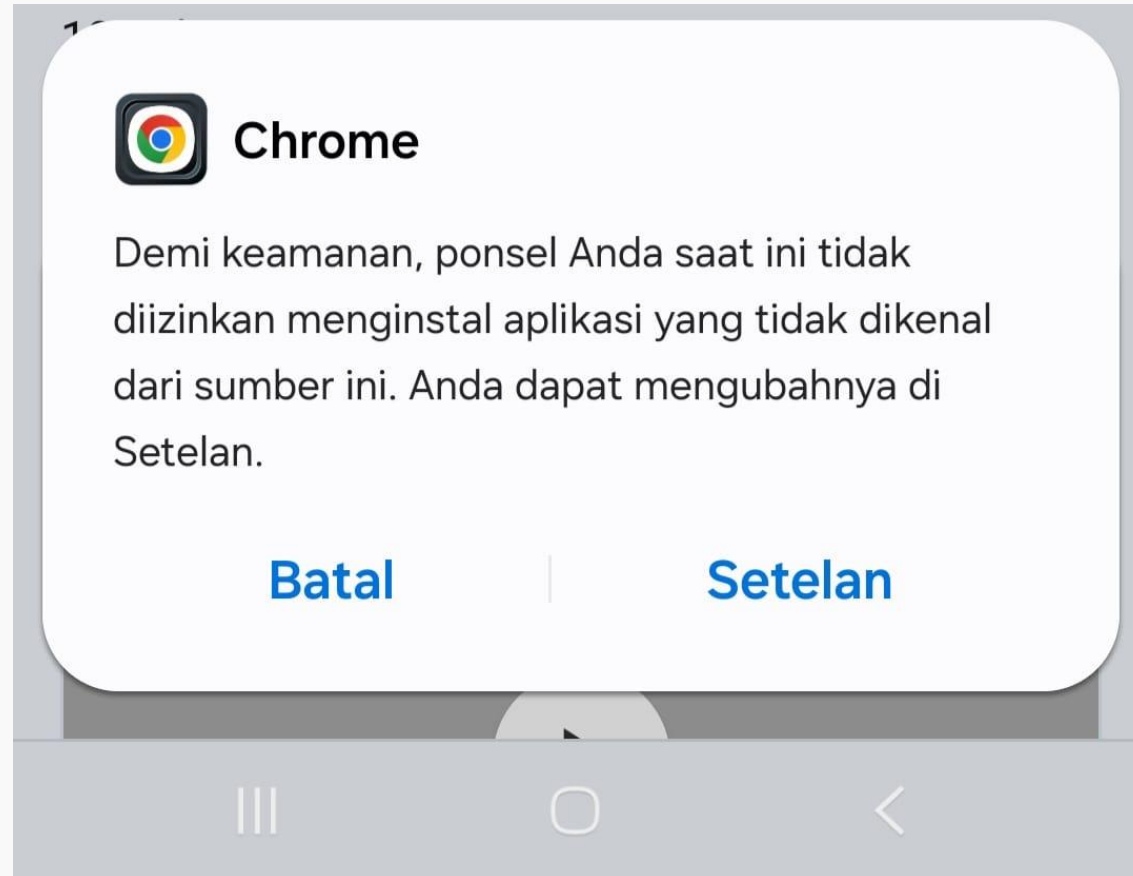 Chrome
Demi keamanan, ponsel Anda saat ini tidak
diizinkan menginstal aplikasi yang tidak dikenal
dari sumber ini. Anda dapat mengubahnya di
Setelan.
Batal
Setelan